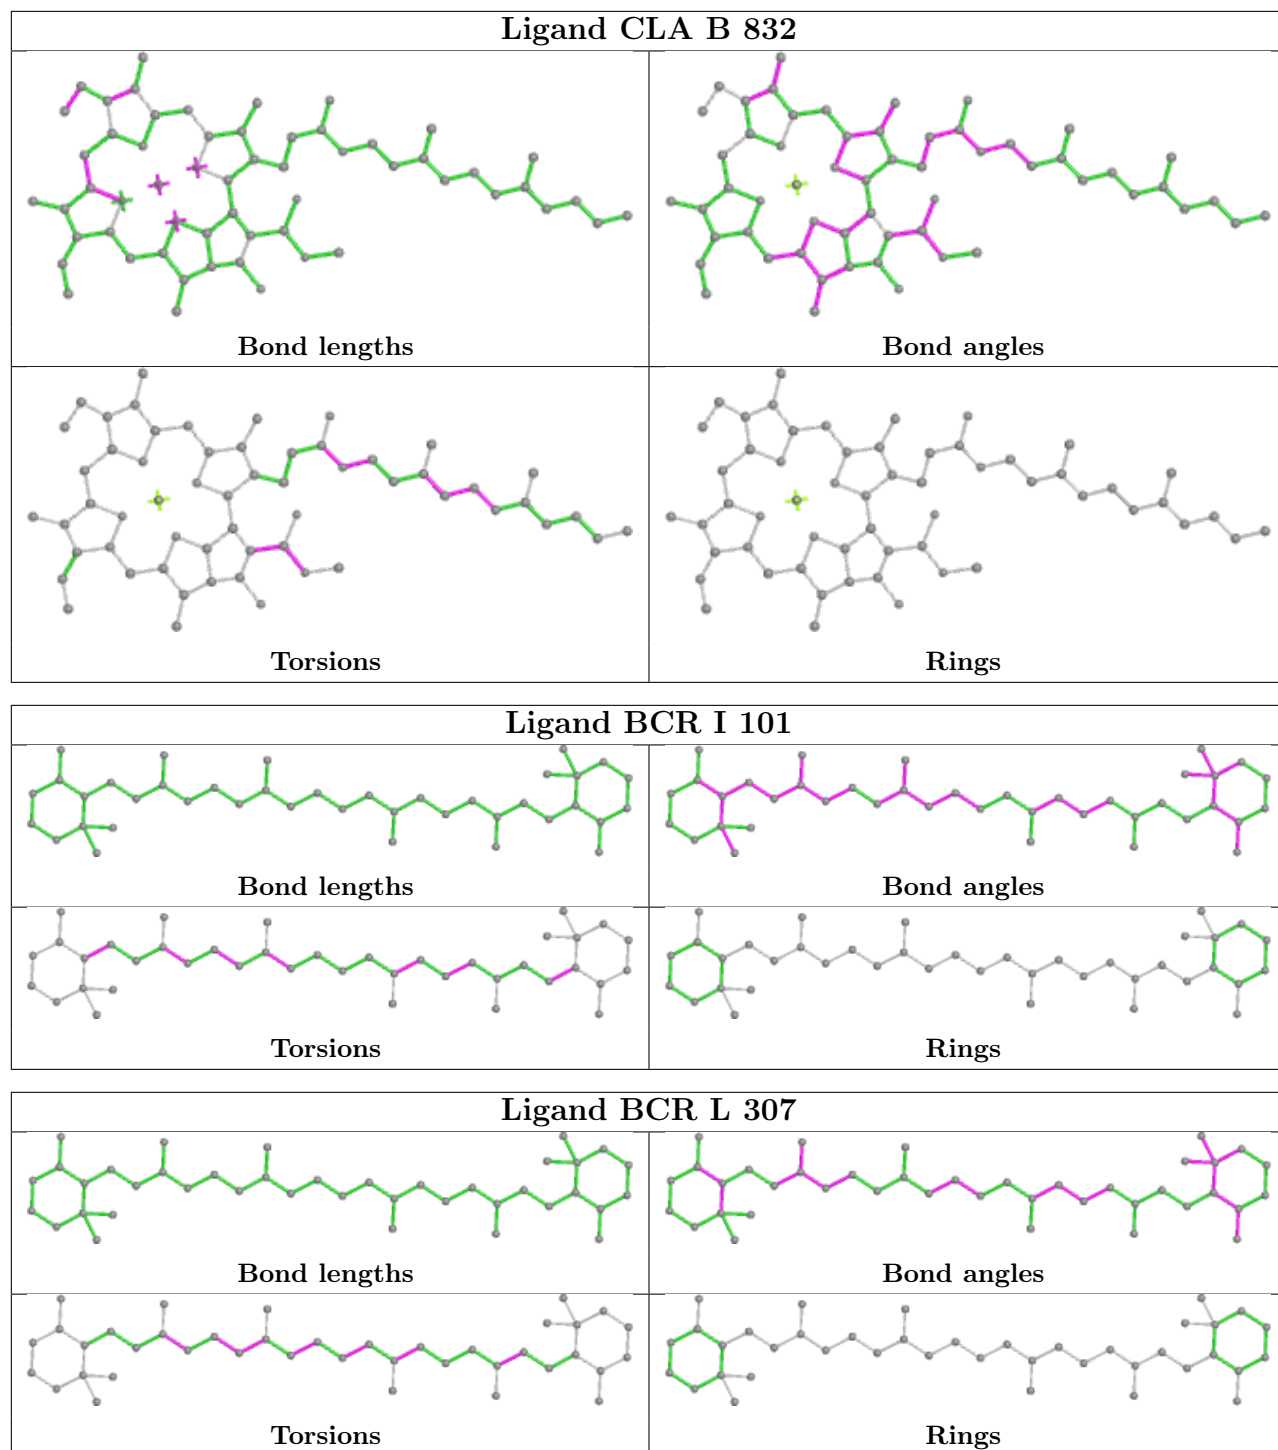 Ligand CLA B 832
Bond lengths
Bond angles
Torsions
Rings
Ligand BCR I 101
Bond lengths
Bond angles
Torsions
Rings
Ligand BCR L 307
Bond lengths
Bond angles
Torsions
Rings